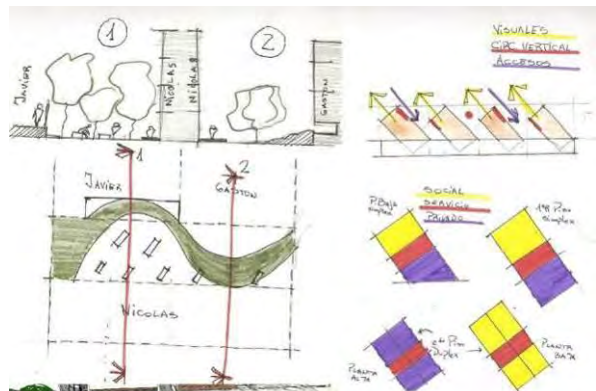 1
2
JAVIER
NICOLAS
NICOLAS
GASTON
1
2
JAVIER
GASTON
NICOLAS
VISUALES
CIRC VERTICAL
ACCESOS
SOCIAL
SERVICIO
PRIVADO
P. Baja
Simplex
1er Piso
Simplex
2do Piso
Duplex
PLANTA
ALTA
PLANTA
BAJA